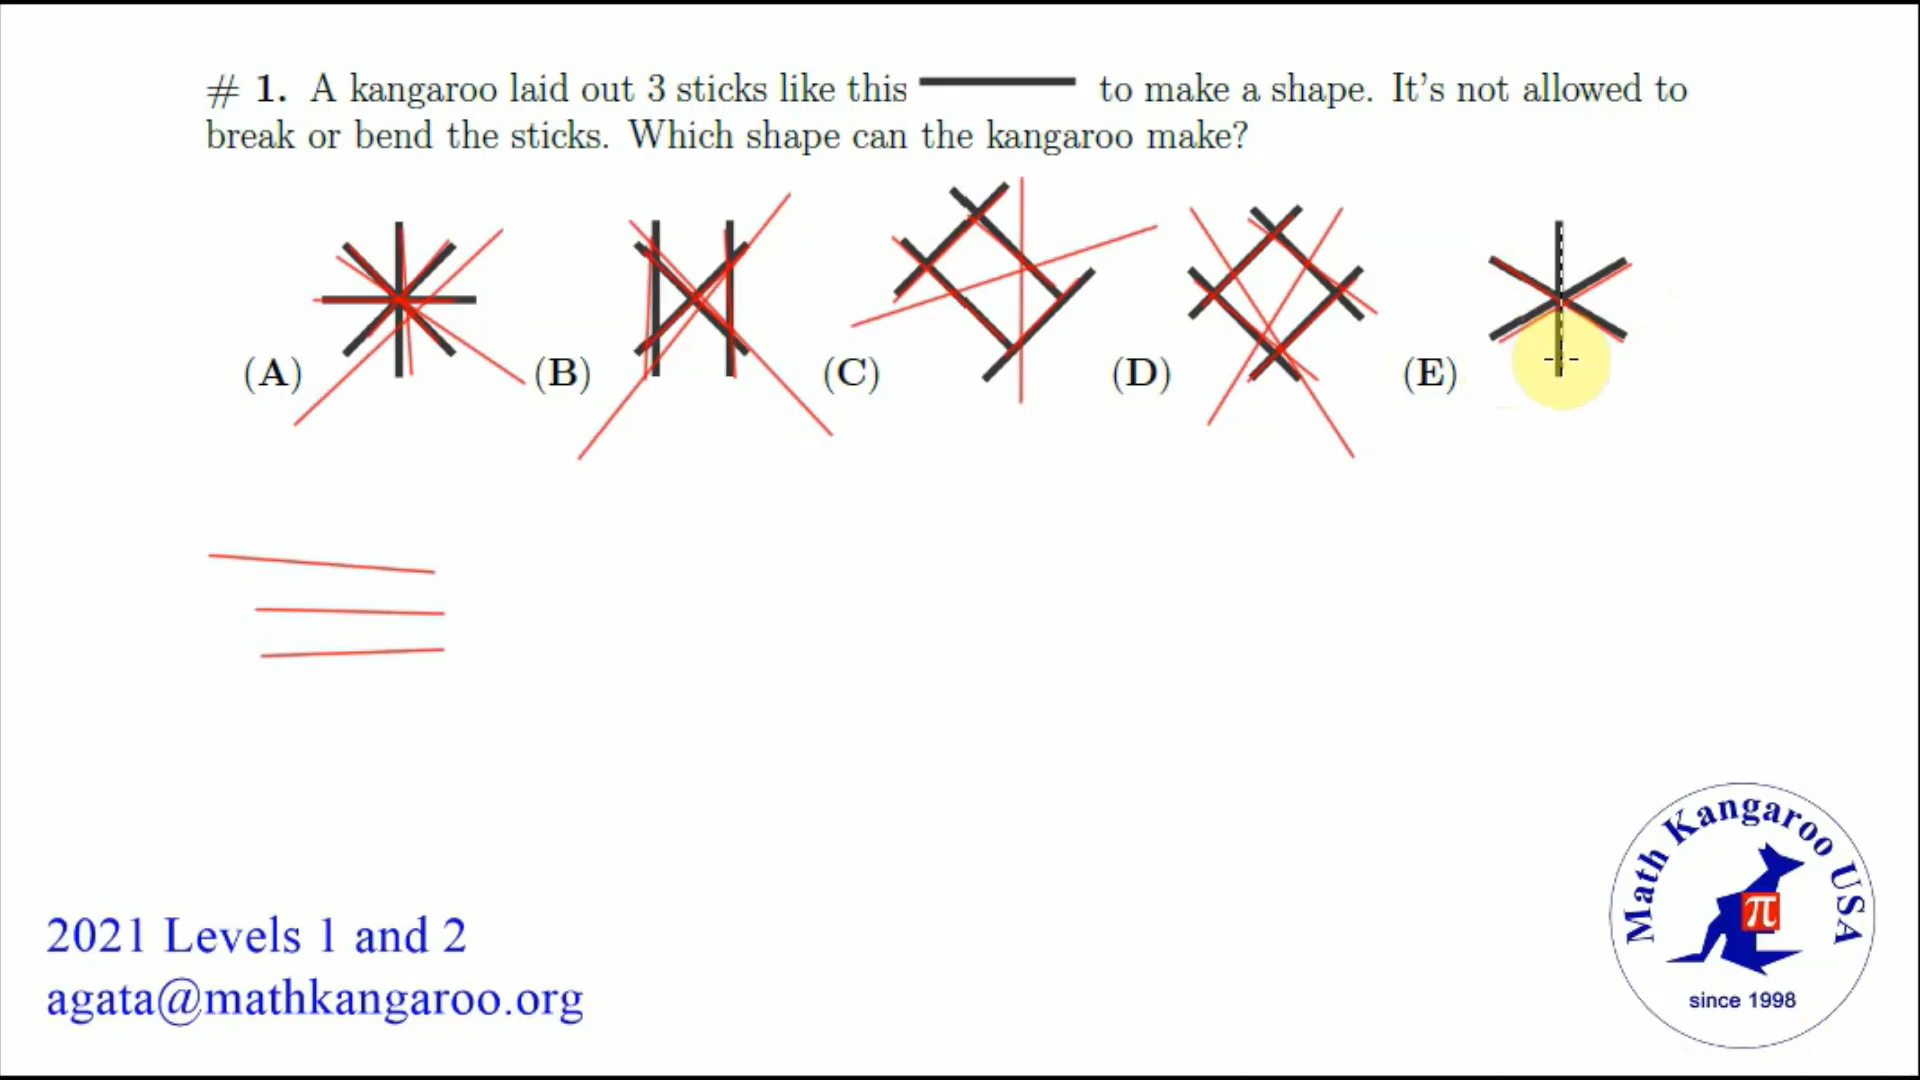 # 1. A kangaroo laid out 3 sticks like this to make a shape. It's not allowed to
break or bend the sticks. Which shape can the kangaroo make?
(A) (B) (C) (D) (E)
2021 Levels 1 and 2
agata@mathkangaroo.org
Math Kangaroo USA
π
since 1998